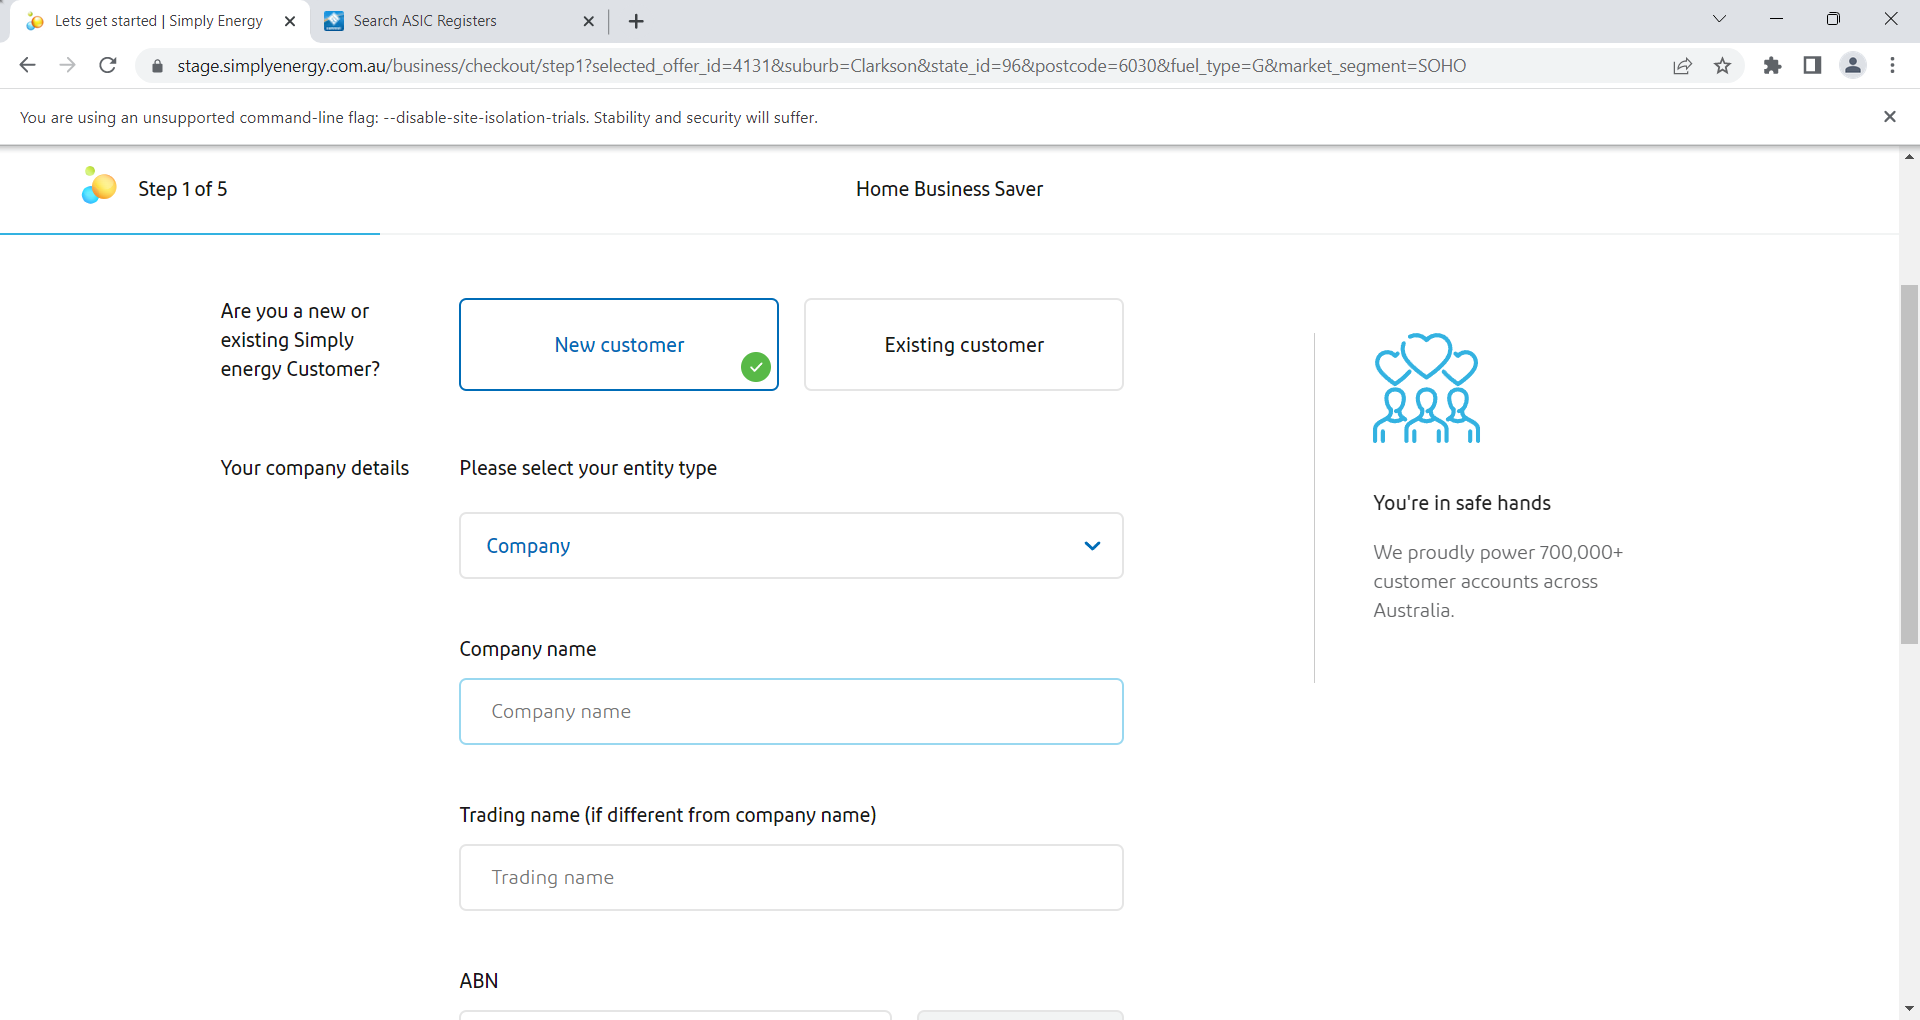 Lets get started | Simply Energy
Search ASIC Registers
stage.simplyenergy.com.au/business/checkout/step1?selected_offer_id=4131&suburb=Clarkson&state_id=96&postcode=6030&fuel_type=G&market_segment=SOHO
You are using an unsupported command-line flag: --disable-site-isolation-trials. Stability and security will suffer.
Step 1 of 5
Home Business Saver
Are you a new or
existing Simply
energy Customer?
New customer
Existing customer
Your company details
Please select your entity type
Company
Company name
Company name
Trading name (if different from company name)
Trading name
ABN
You're in safe hands
We proudly power 700,000+
customer accounts across
Australia.